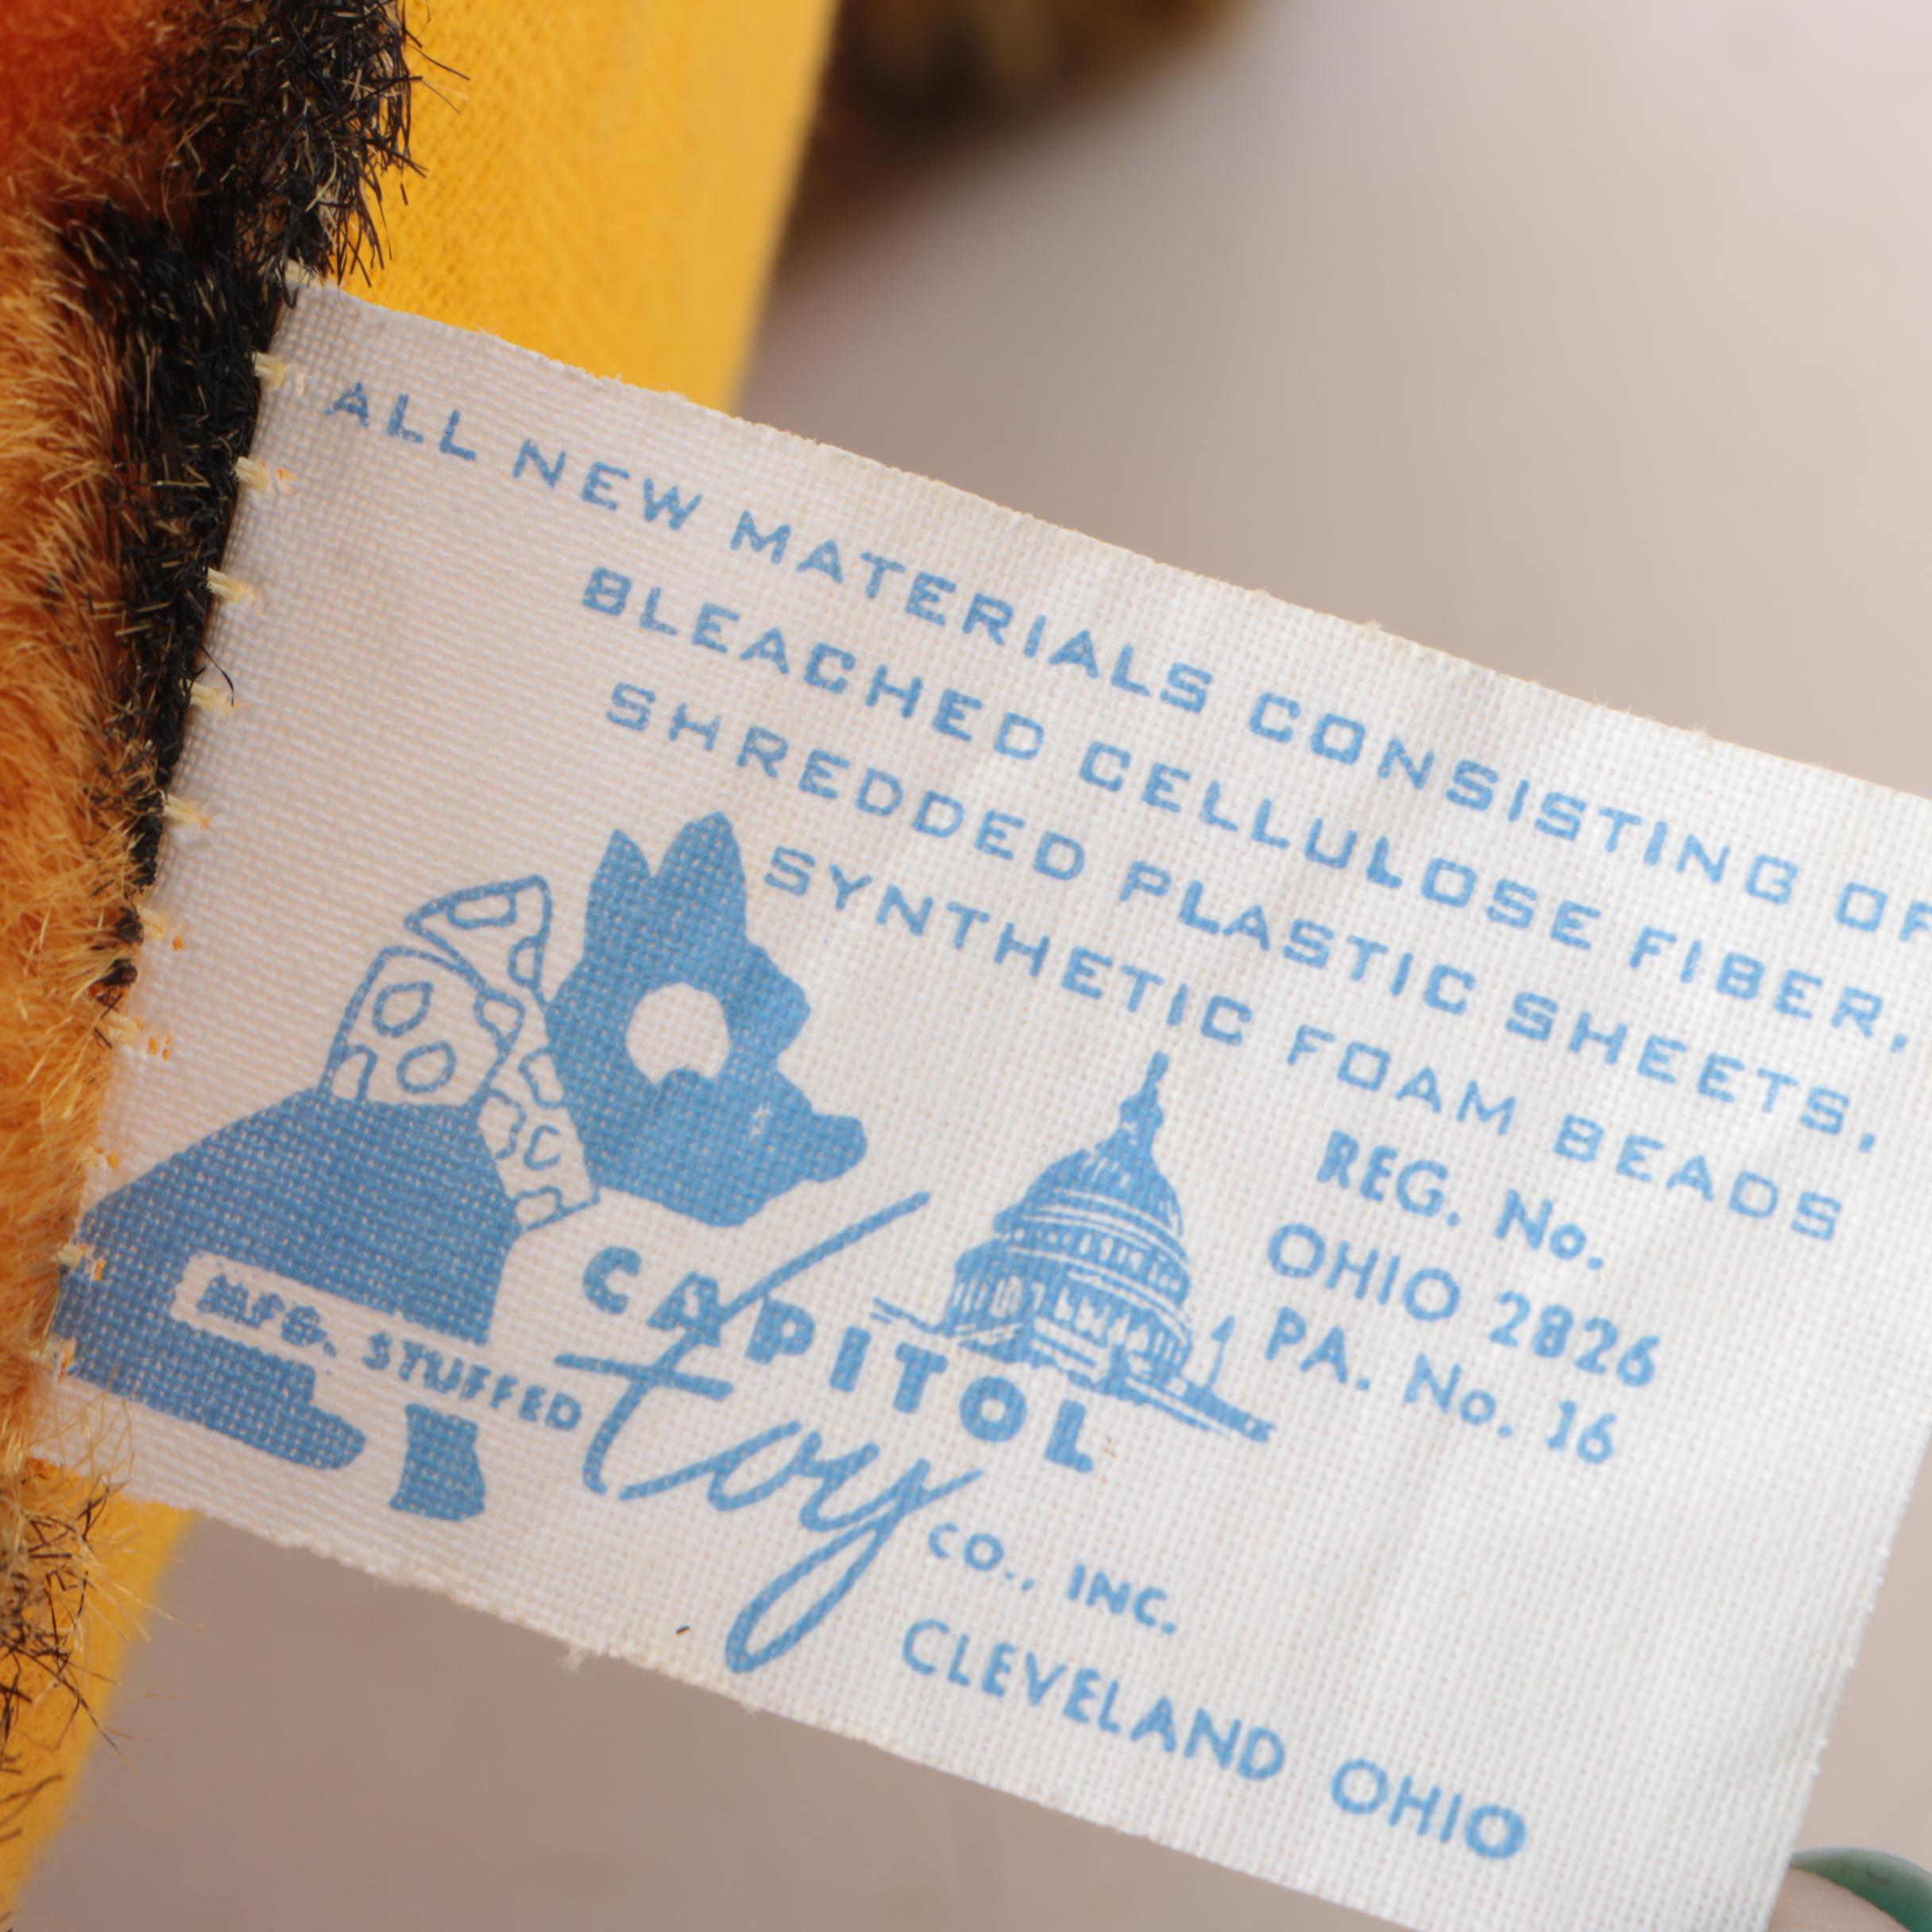 ALL NEW MATERIALS CONSISTING OF
BLEACHED CELLULOSE FIBER,
SHREDDED PLASTIC SHEETS,
SYNTHETIC FOAM BEADS
REG. No.
OHIO 2826
PA. No. 16
MFG. STUFFED
CAPITOL
Toy
CO., INC.
CLEVELAND OHIO